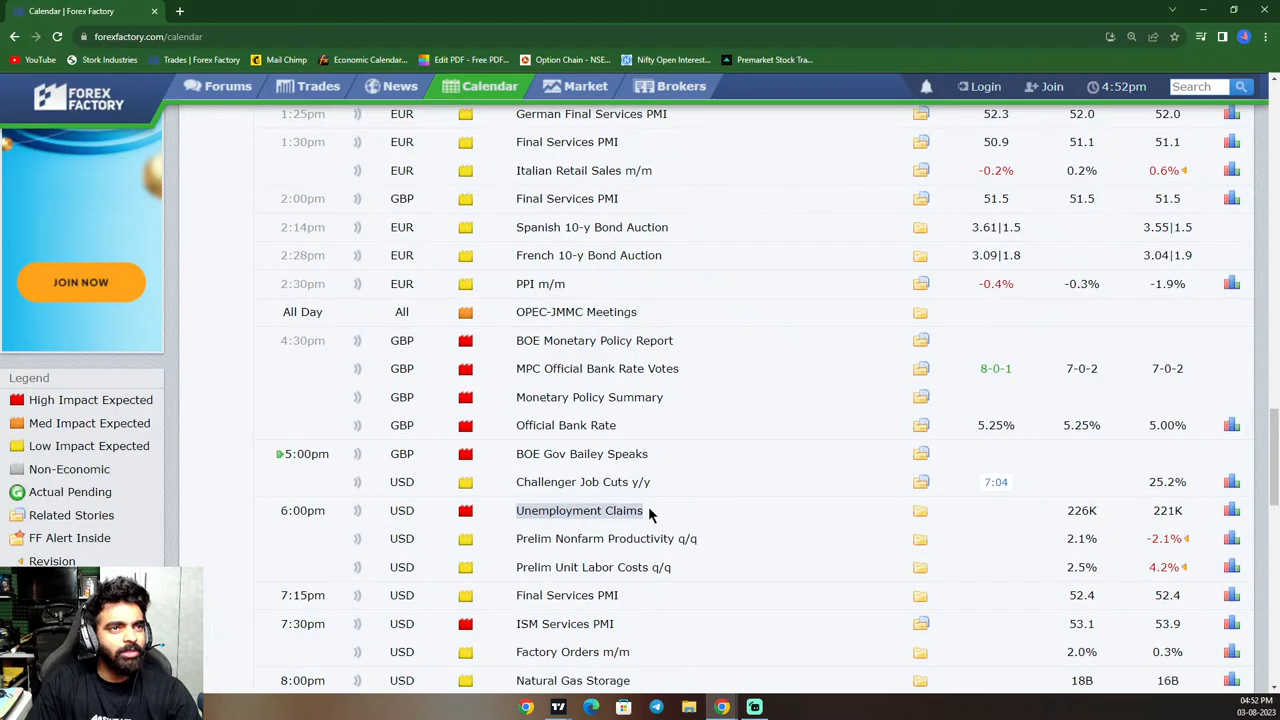 Calendar | Forex Factory
forexfactory.com/calendar
YouTube Stork Industries Trades | Forex Factory Mail Chimp Economic Calendar... Edit PDF - Free PDF... Option Chain - NSE... Nifty Open Interest... Premarket Stock Tra...
FOREX FACTORY
Forums Trades News Calendar Market Brokers Login Join 4:52pm Search
1:25pm EUR German Final Services PMI 52.3 52.0 52.0
1:30pm EUR Final Services PMI 50.9 51.1 51.1
EUR Italian Retail Sales m/m -0.2% 0.2% 0.6%
2:00pm GBP Final Services PMI 51.5 51.5 51.5
2:14pm EUR Spanish 10-y Bond Auction 3.61|1.5 3.55|1.5
2:28pm EUR French 10-y Bond Auction 3.09|1.8 3.04|1.9
2:30pm EUR PPI m/m -0.4% -0.3% -1.9%
All Day All OPEC-JMMC Meetings
4:30pm GBP BOE Monetary Policy Report
GBP MPC Official Bank Rate Votes 8-0-1 7-0-2 7-0-2
GBP Monetary Policy Summary
GBP Official Bank Rate 5.25% 5.25% 5.00%
5:00pm GBP BOE Gov Bailey Speaks
USD Challenger Job Cuts y/y 7:04 25.2%
6:00pm USD Unemployment Claims 226K 221K
USD Prelim Nonfarm Productivity q/q 2.1% -2.1%
USD Prelim Unit Labor Costs q/q 2.5% 4.2%
7:15pm USD Final Services PMI 52.4 52.4
7:30pm USD ISM Services PMI 53.1 53.9
USD Factory Orders m/m 2.0% 0.3%
8:00pm USD Natural Gas Storage 18B 16B
JOIN NOW
Legend
High Impact Expected
Med Impact Expected
Low Impact Expected
Non-Economic
Actual Pending
Related Stories
FF Alert Inside
Revision
04:52 PM
03-08-2023